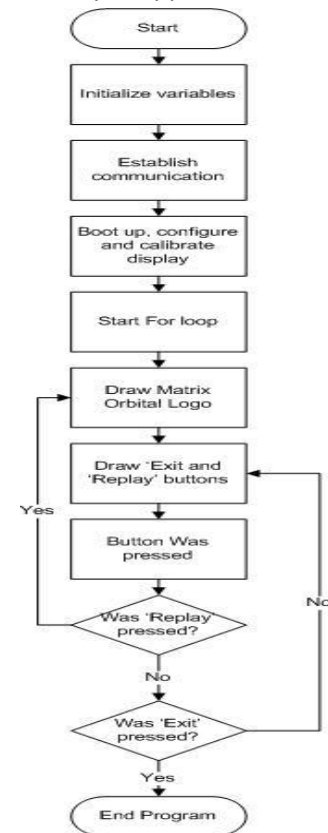 Start
Initialize variables
Establish
communication
Boot up, configure
and calibrate
display
Start For loop
Draw Matrix
Orbital Logo
Draw ‘Exit and
‘Replay’ buttons
Yes
Button Was
pressed
No
Was ‘Replay’
pressed?
No
Was ‘Exit’
pressed?
Yes
End Program